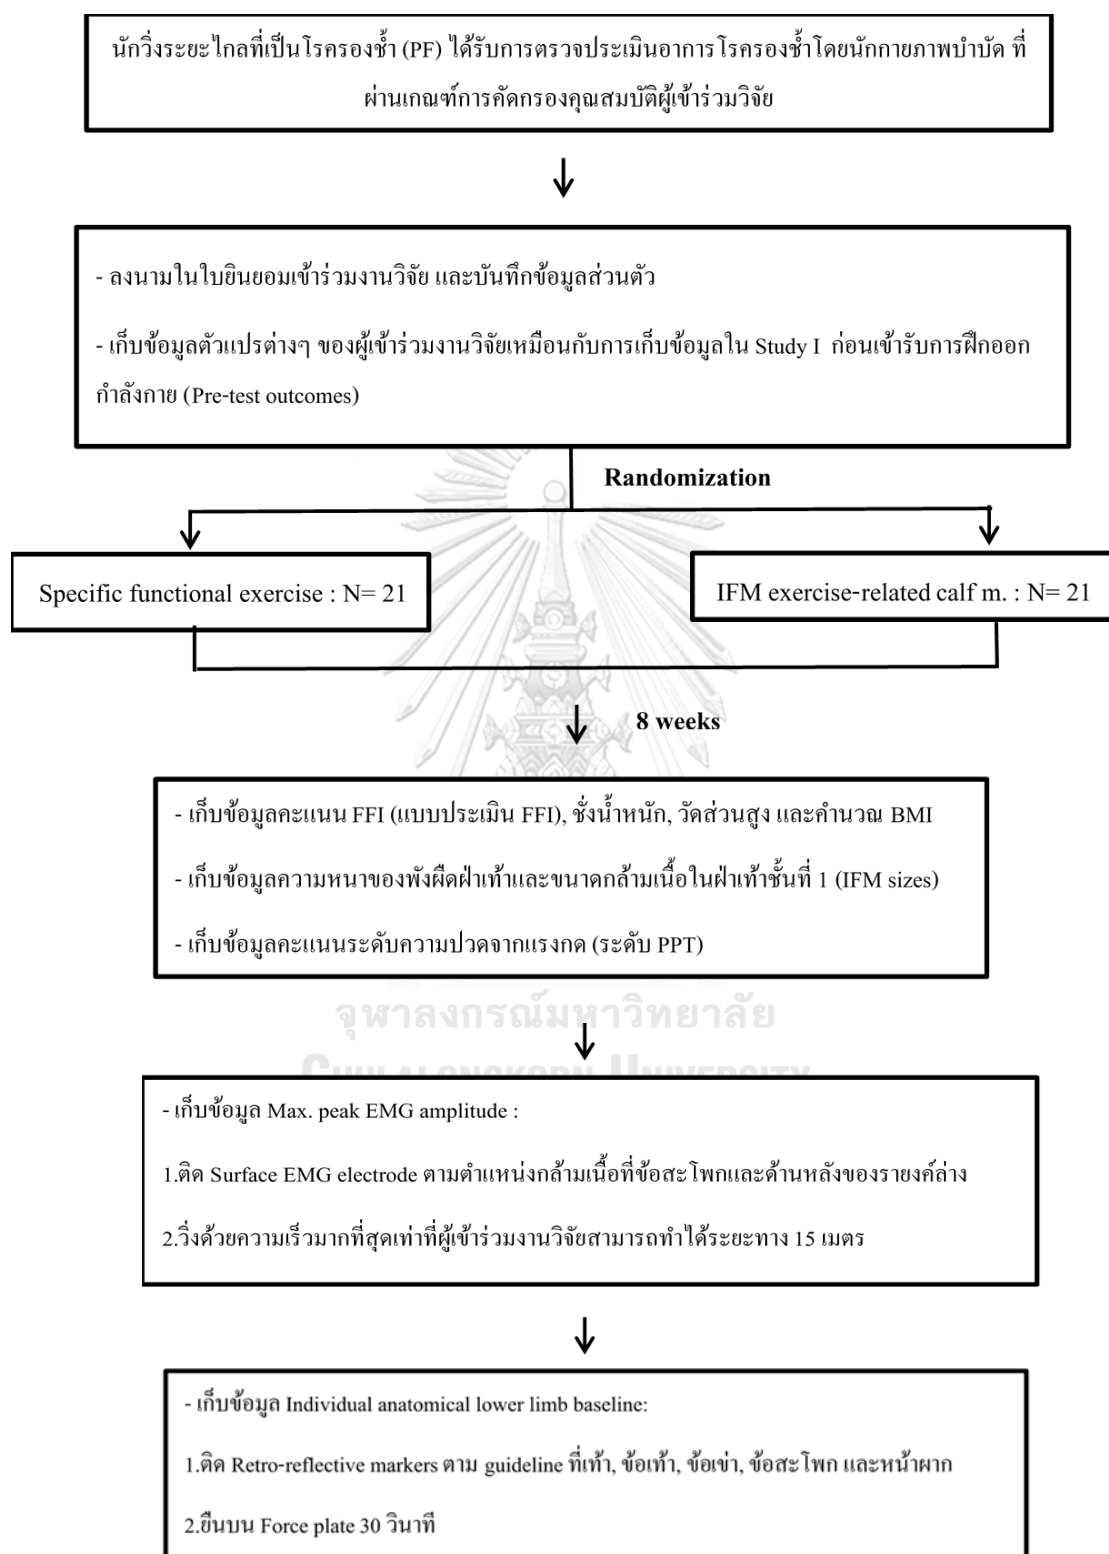 นักวิ่งระยะไกลที่เป็นโรครองช้ำ (PF) ได้รับการตรวจประเมินอาการโรครองช้ำโดยนักกายภาพบำบัด ที่
ผ่านเกณฑ์การคัดกรองคุณสมบัติผู้เข้าร่วมวิจัย
- ลงนามในใบยินยอมเข้าร่วมงานวิจัย และบันทึกข้อมูลส่วนตัว
- เก็บข้อมูลตัวแปรต่างๆ ของผู้เข้าร่วมงานวิจัยเหมือนกับการเก็บข้อมูลใน Study I ก่อนเข้ารับการฝึกออก
กำลังกาย (Pre-test outcomes)
Randomization
Specific functional exercise : N= 21
IFM exercise-related calf m. : N= 21
8 weeks
- เก็บข้อมูลคะแนน FFI (แบบประเมิน FFI), ชั่งน้ำหนัก, วัดส่วนสูง และคำนวณ BMI
- เก็บข้อมูลความหนาของพังผืดฝ่าเท้าและขนาดกล้ามเนื้อในฝ่าเท้าชั้นที่ 1 (IFM sizes)
- เก็บข้อมูลคะแนนระดับความปวดจากแรงกด (ระดับ PPT)
จุฬาลงกรณ์มหาวิทยาลัย
CHULALONGKORN UNIVERSITY
- เก็บข้อมูล Max. peak EMG amplitude :
1.ติด Surface EMG electrode ตามตำแหน่งกล้ามเนื้อที่ข้อสะโพกและด้านหลังของรายงค์ล่าง
2.วิ่งด้วยความเร็วมากที่สุดเท่าที่ผู้เข้าร่วมงานวิจัยสามารถทำได้ระยะทาง 15 เมตร
- เก็บข้อมูล Individual anatomical lower limb baseline:
1.ติด Retro-reflective markers ตาม guideline ที่เท้า, ข้อเท้า, ข้อเข่า, ข้อสะโพก และหน้าผาก
2.ยืนบน Force plate 30 วินาที